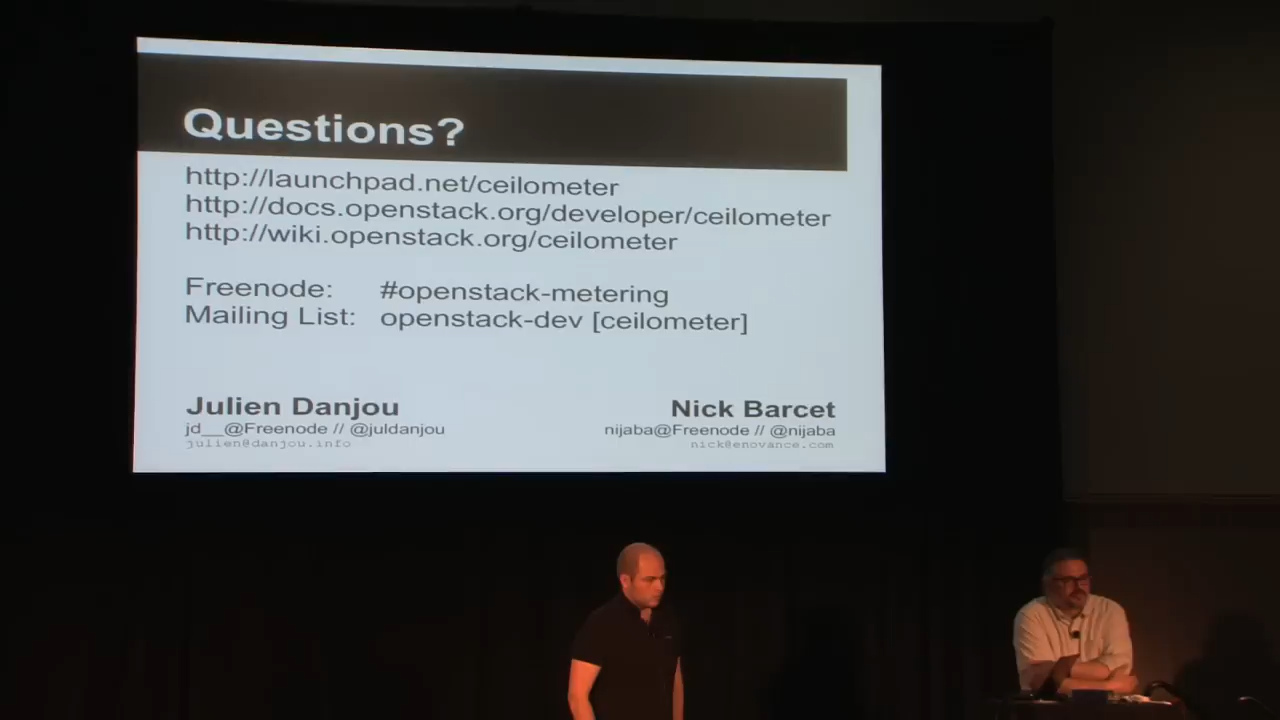 Questions?
http://launchpad.net/ceilometer
http://docs.openstack.org/developer/ceilometer
http://wiki.openstack.org/ceilometer
Freenode: #openstack-metering
Mailing List: openstack-dev [ceilometer]
Julien Danjou
jd__@Freenode // @juldanjou
julien@danjou.info
Nick Barcet
nijaba@Freenode // @nijaba
nick@enovance.com